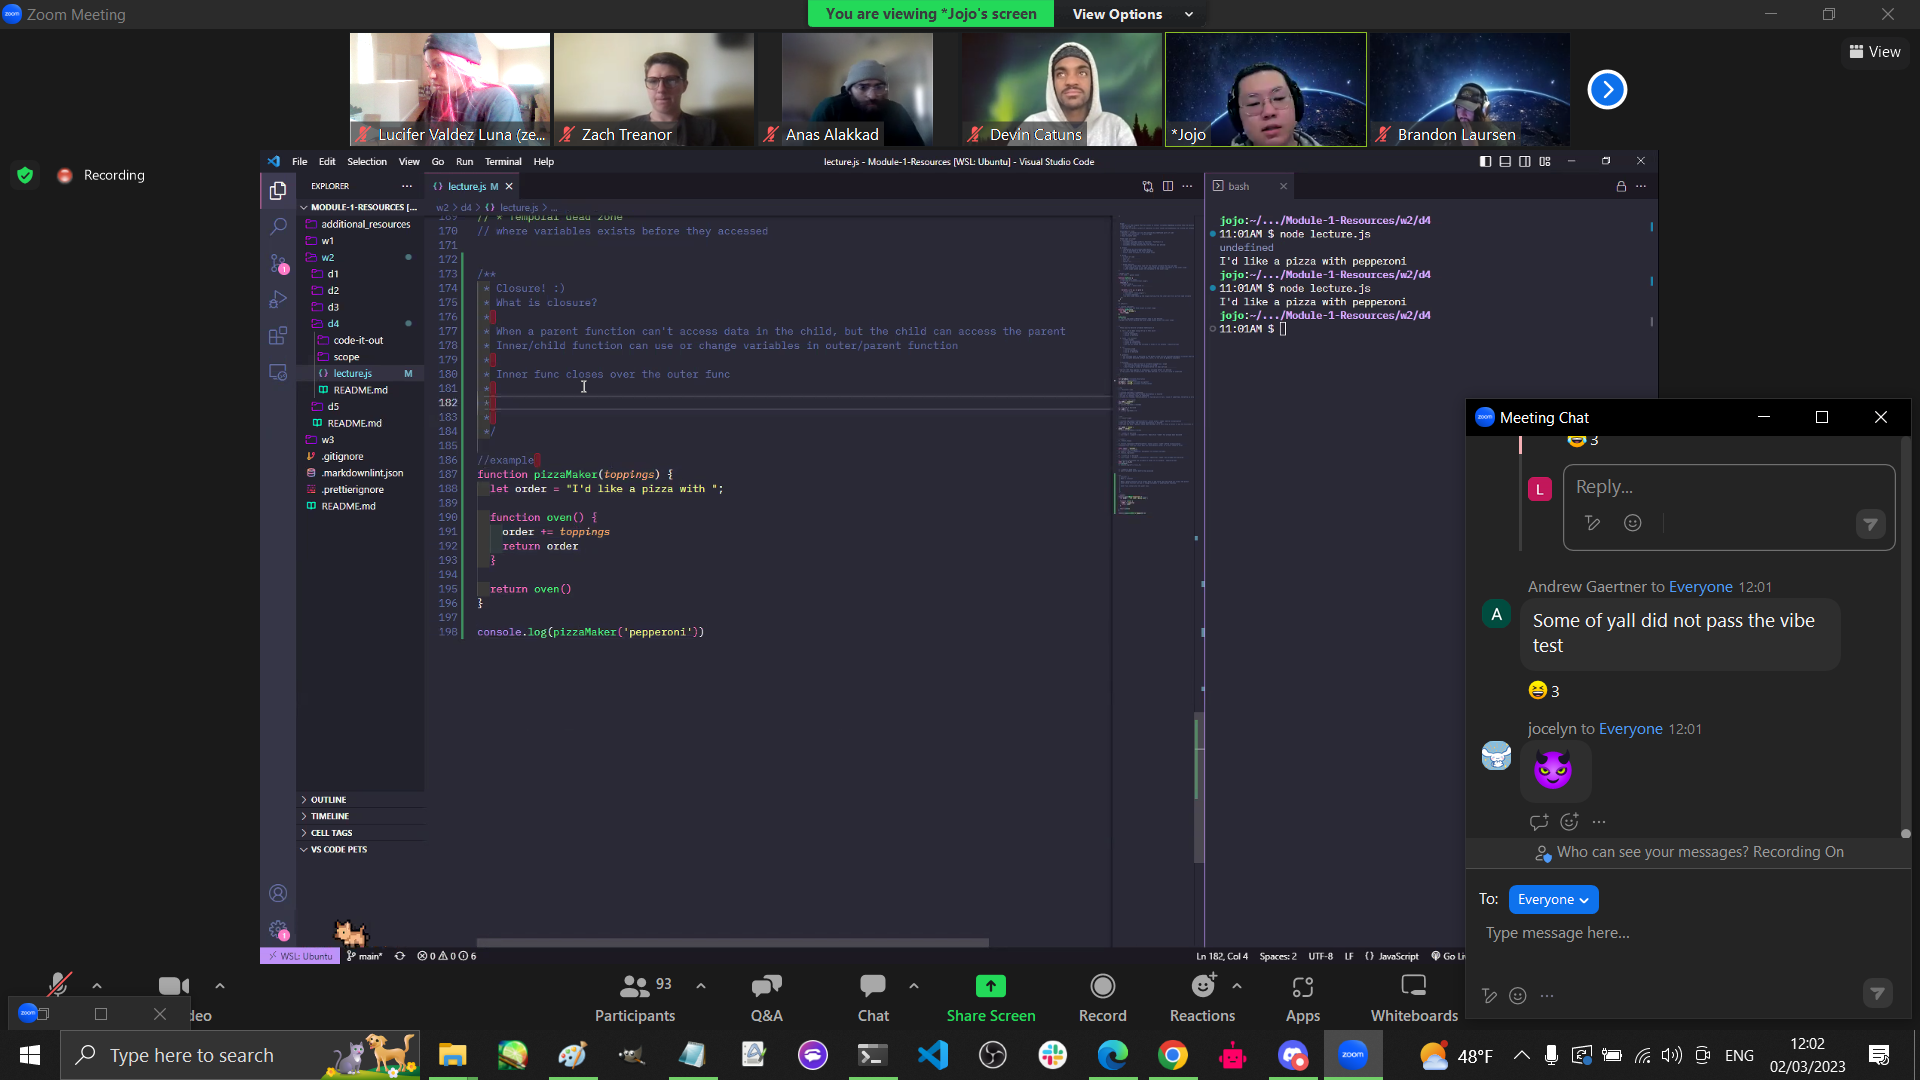 zoom Zoom Meeting
You are viewing *Jojo's screen
View Options
View
Lucifer Valdez Luna (ze...
Zach Treanor
Anas Alakkad
Devin Catuns
*Jojo
Brandon Laursen
Recording
File Edit Selection View Go Run Terminal Help
lecture.js - Module-1-Resources [WSL: Ubuntu] - Visual Studio Code
EXPLORER
MODULE-1-RESOURCES [...
additional_resources
w1
w2
d1
d2
d3
d4
code-it-out
scope
lecture.js M
README.md
d5
README.md
w3
.gitignore
.markdownlint.json
.prettierignore
README.md
OUTLINE
TIMELINE
CELL TAGS
VS CODE PETS
lecture.js M
w2 > d4 > lecture.js > ...
169 // * Temporal dead zone
170 // where variables exists before they accessed
171
172
173 /**
174 * Closure! :)
175 * What is closure?
176 *
177 * When a parent function can't access data in the child, but the child can access the parent
178 * Inner/child function can use or change variables in outer/parent function
179 *
180 * Inner func closes over the outer func
181 *
182 *
183 *
184 */
185
186 //example
187 function pizzaMaker(toppings) {
188 let order = "I'd like a pizza with ";
189
190 function oven() {
191 order += toppings
192 return order
193 }
194
195 return oven()
196 }
197
198 console.log(pizzaMaker('pepperoni'))
bash
jojo:~/.../Module-1-Resources/w2/d4
11:01AM $ node lecture.js
undefined
I'd like a pizza with pepperoni
jojo:~/.../Module-1-Resources/w2/d4
11:01AM $ node lecture.js
I'd like a pizza with pepperoni
jojo:~/.../Module-1-Resources/w2/d4
11:01AM $
WSL: Ubuntu main* 0 0 6
Ln 182, Col 4 Spaces: 2 UTF-8 LF {} JavaScript Go Li
zoom Meeting Chat
3
L Reply...
Andrew Gaertner to Everyone 12:01
A
Some of yall did not pass the vibe
test
3
jocelyn to Everyone 12:01
Who can see your messages? Recording On
To: Everyone
Type message here...
deo
93
Participants
Q&A
Chat
Share Screen
Record
Reactions
Apps
Whiteboards
zoom
Type here to search
zoom
48°F
ENG
12:02
02/03/2023